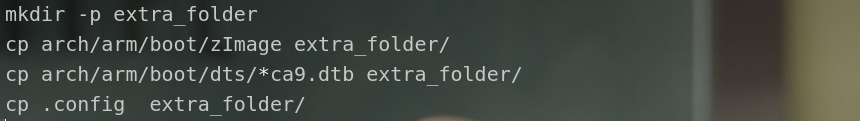 mkdir -p extra_folder
cp arch/arm/boot/zImage extra_folder/
cp arch/arm/boot/dts/*ca9.dtb extra_folder/
cp .config  extra_folder/